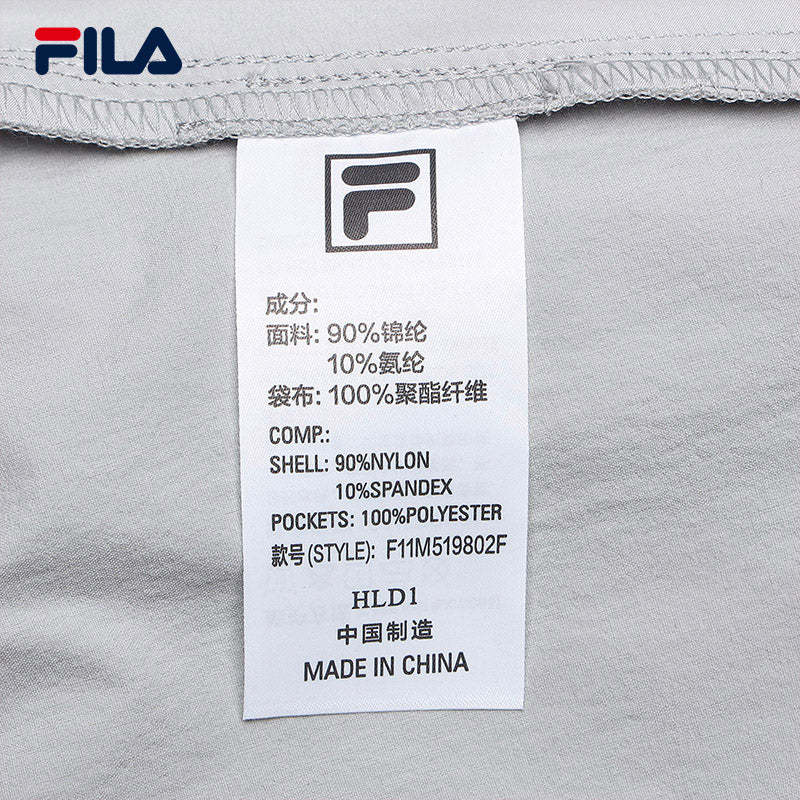 FILA
F
成分:
面料: 90%锦纶
10%氨纶
袋布: 100%聚酯纤维
COMP.:
SHELL: 90%NYLON
10%SPANDEX
POCKETS: 100%POLYESTER
款号(STYLE): F11M519802F
HLD1
中国制造
MADE IN CHINA